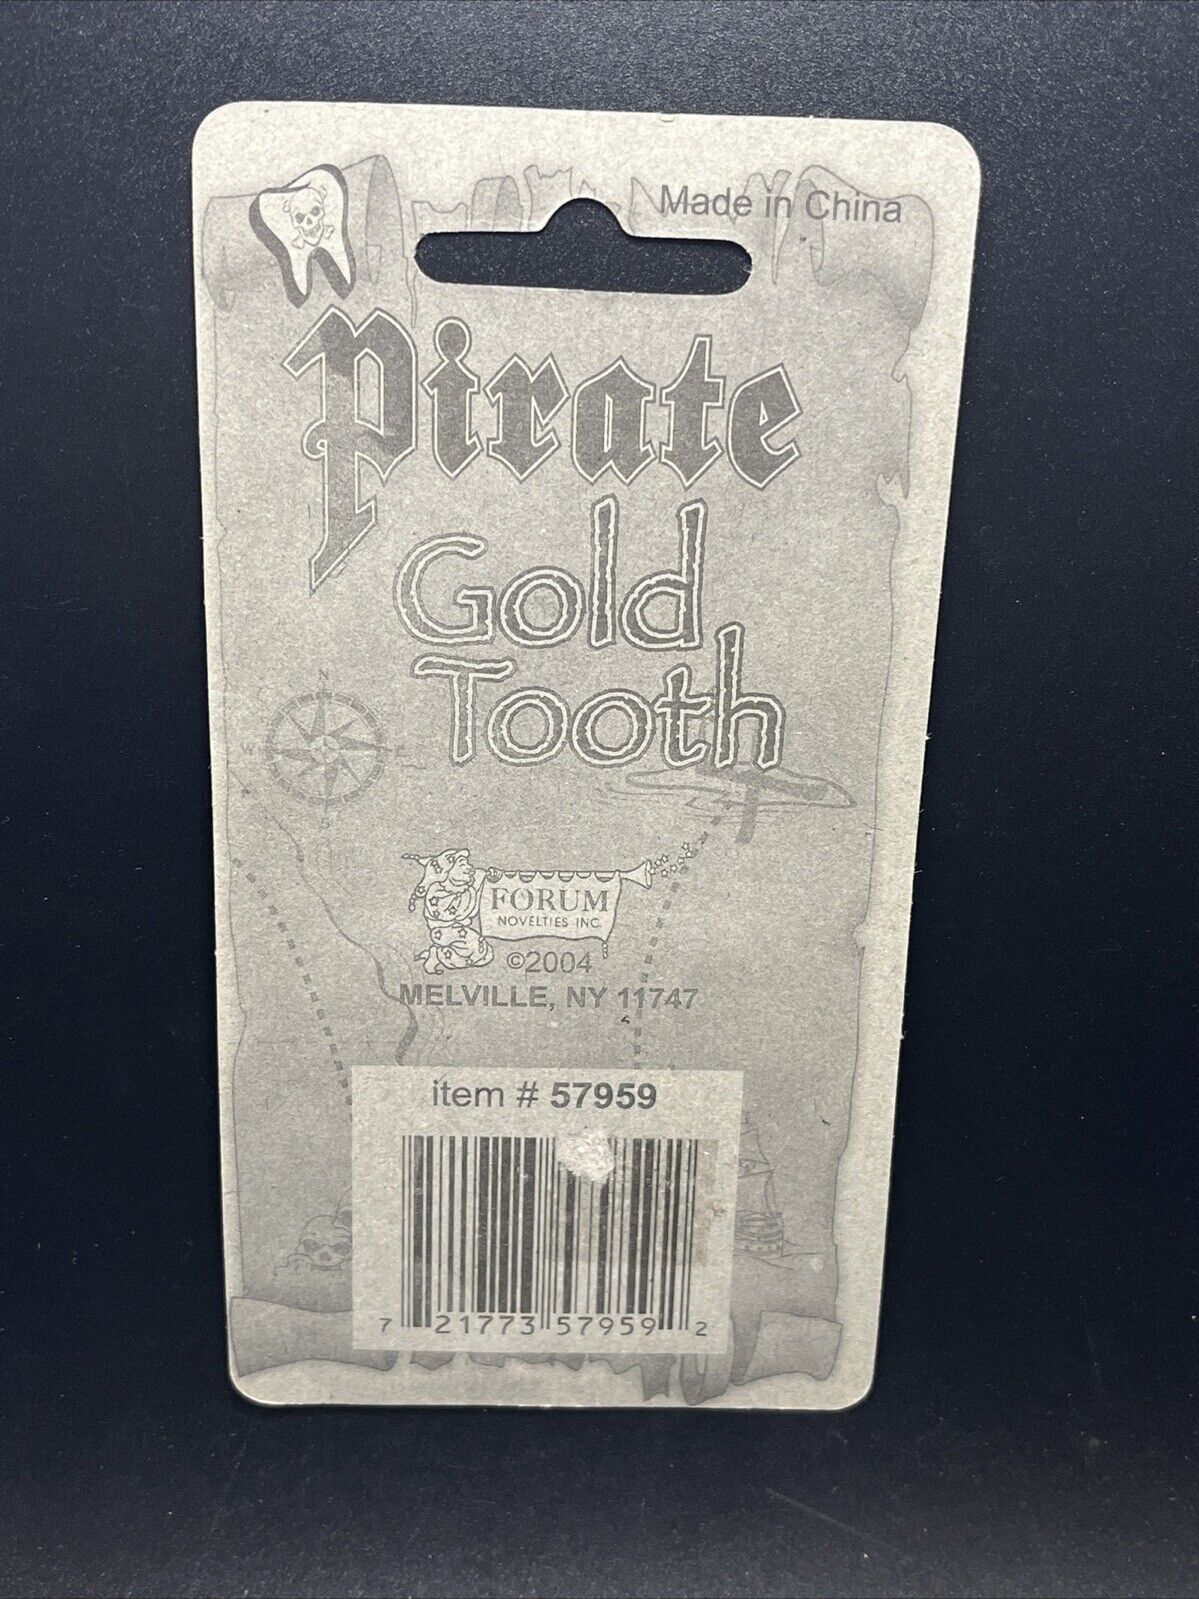 Made in China
Pirate
Gold
Tooth
N
W
S
FORUM
NOVELTIES INC.
©2004
MELVILLE, NY 11747
item # 57959
7 21773 57959 2